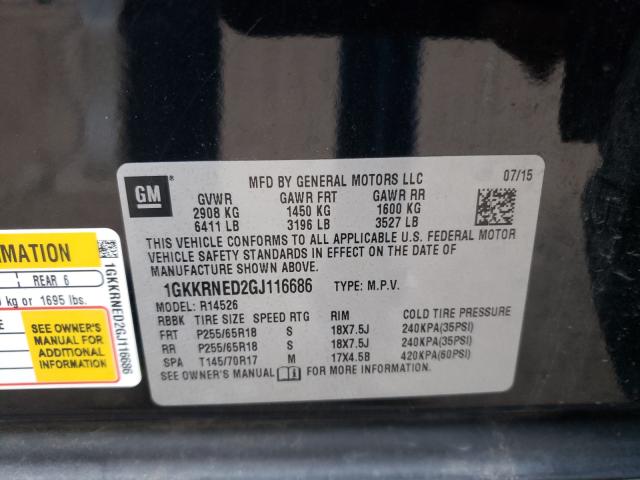 MFD BY GENERAL MOTORS LLC 07/15
GM
GVWR GAWR FRT GAWR RR
2908 KG 1450 KG 1600 KG
6411 LB 3196 LB 3527 LB
THIS VEHICLE CONFORMS TO ALL APPLICABLE U.S. FEDERAL MOTOR
VEHICLE SAFETY STANDARDS IN EFFECT ON THE DATE OF
MANUFACTURE SHOWN ABOVE.
1GKKRNED2GJ116686 TYPE: M.P.V.
MODEL: R14526
RBBK TIRE SIZE SPEED RTG RIM COLD TIRE PRESSURE
FRT P255/65R18 S 18X7.5J 240KPA(35PSI)
RR P255/65R18 S 18X7.5J 240KPA(35PSI)
SPA T145/70R17 M 17X4.5B 420KPA(60PSI)
SEE OWNER'S MANUAL FOR MORE INFORMATION
REAR 6
kg or 1695 lbs.
SEE OWNER'S
MANUAL FOR
ADDITIONAL
INFORMATION
1GKKRNED2GJ116686